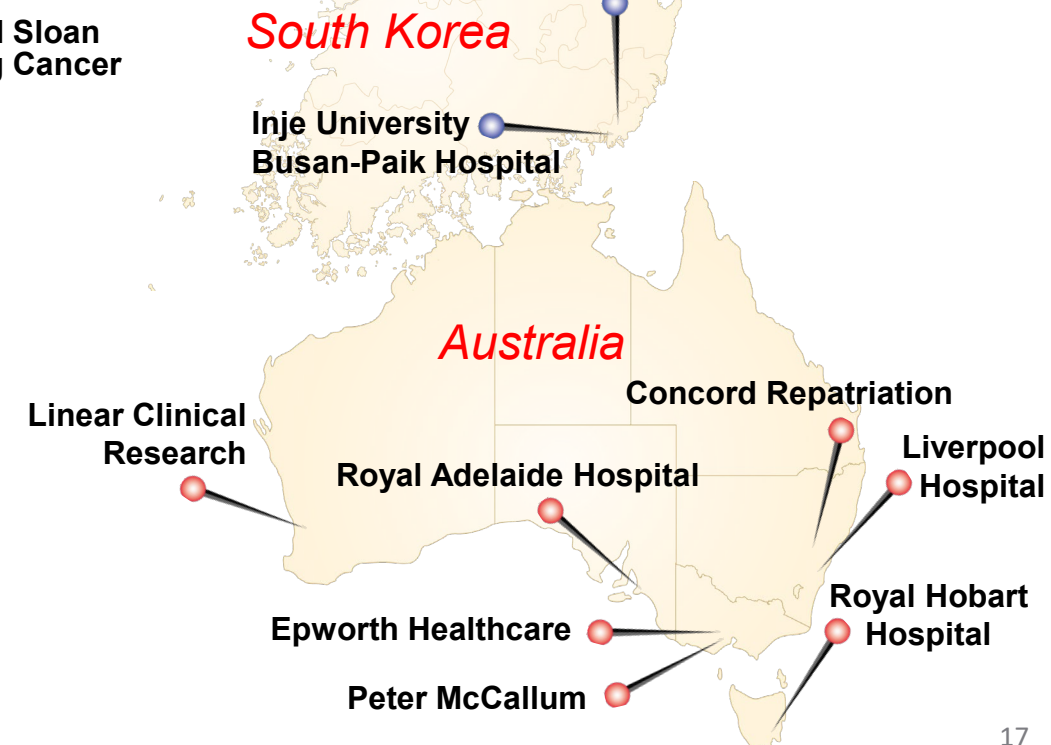 Sloan
Cancer
South Korea
Inje University
Busan-Paik Hospital
Australia
Concord Repatriation
Linear Clinical
Research
Liverpool
Hospital
Royal Adelaide Hospital
Royal Hobart
Hospital
Epworth Healthcare
Peter McCallum
17